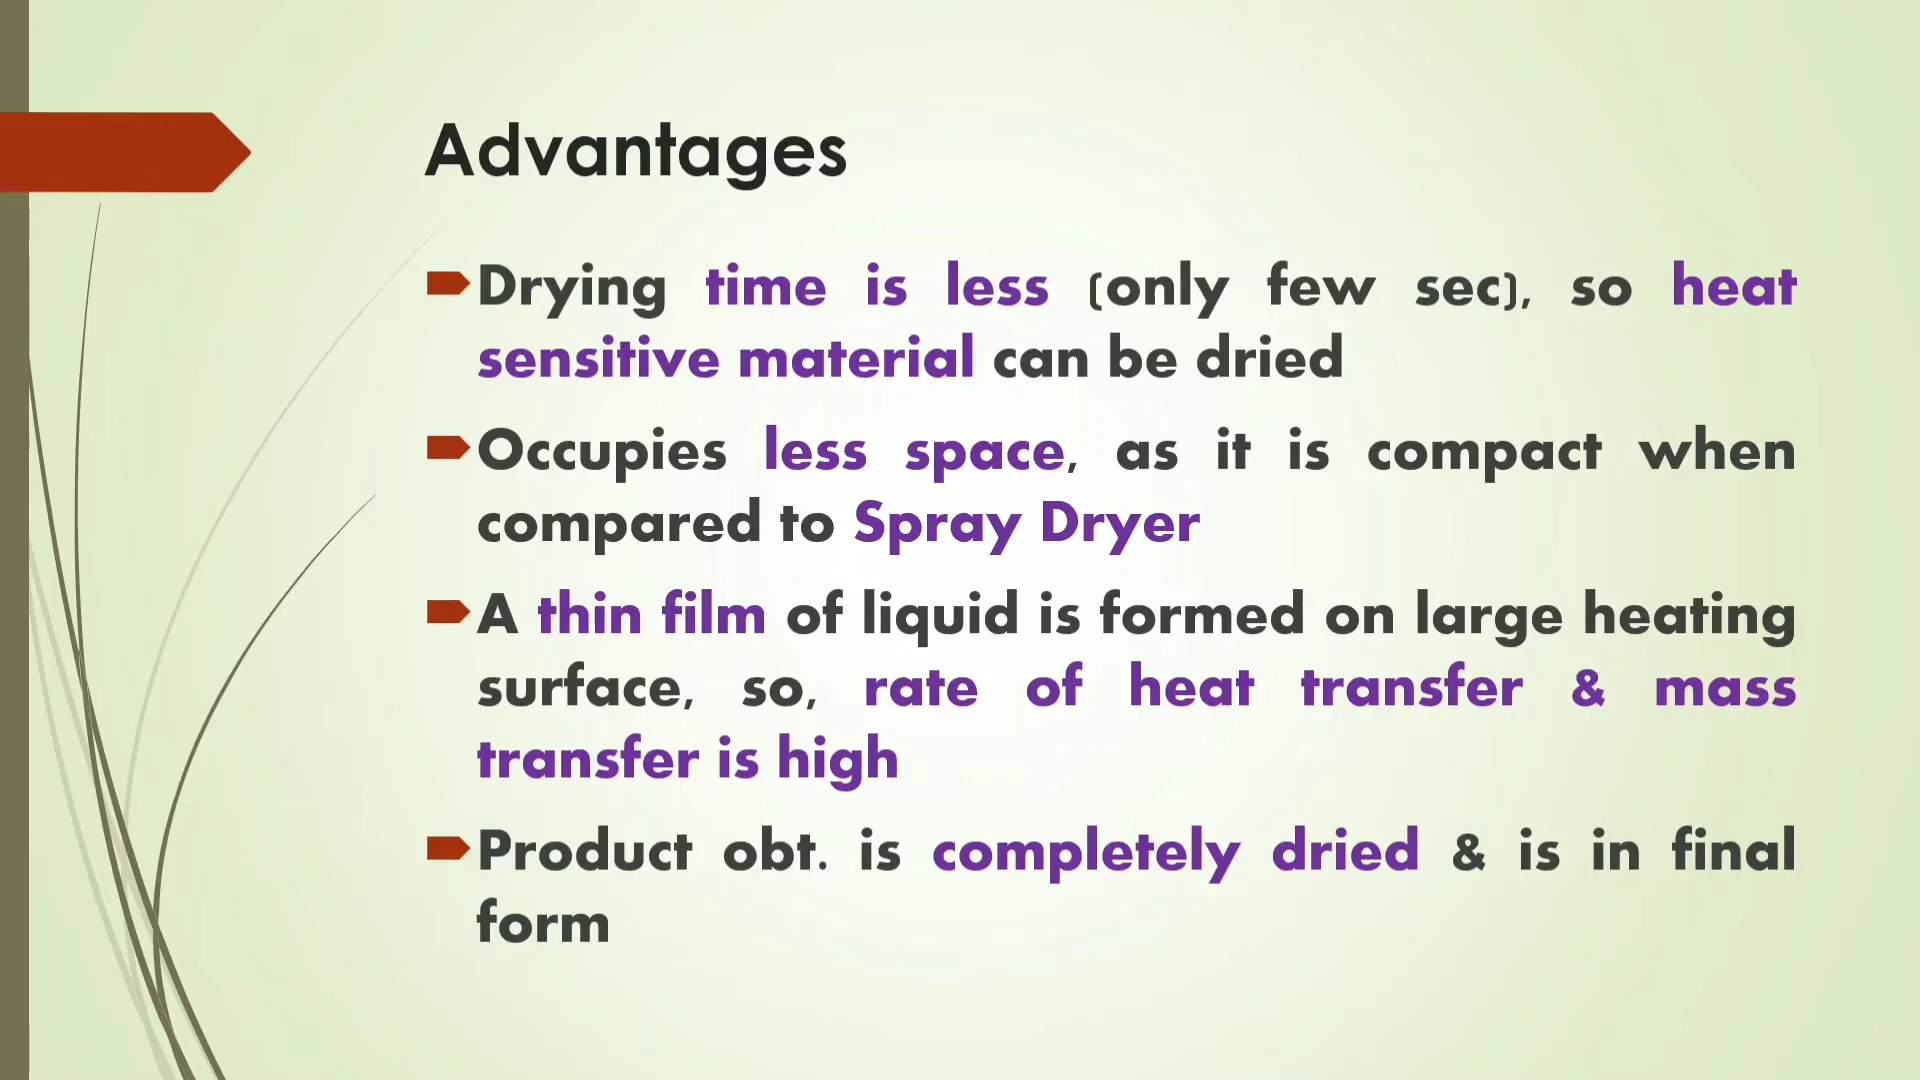 Advantages
Drying time is less (only few sec), so heat
sensitive material can be dried
Occupies less space, as it is compact when
compared to Spray Dryer
A thin film of liquid is formed on large heating
surface, so, rate of heat transfer & mass
transfer is high
Product obt. is completely dried & is in final
form